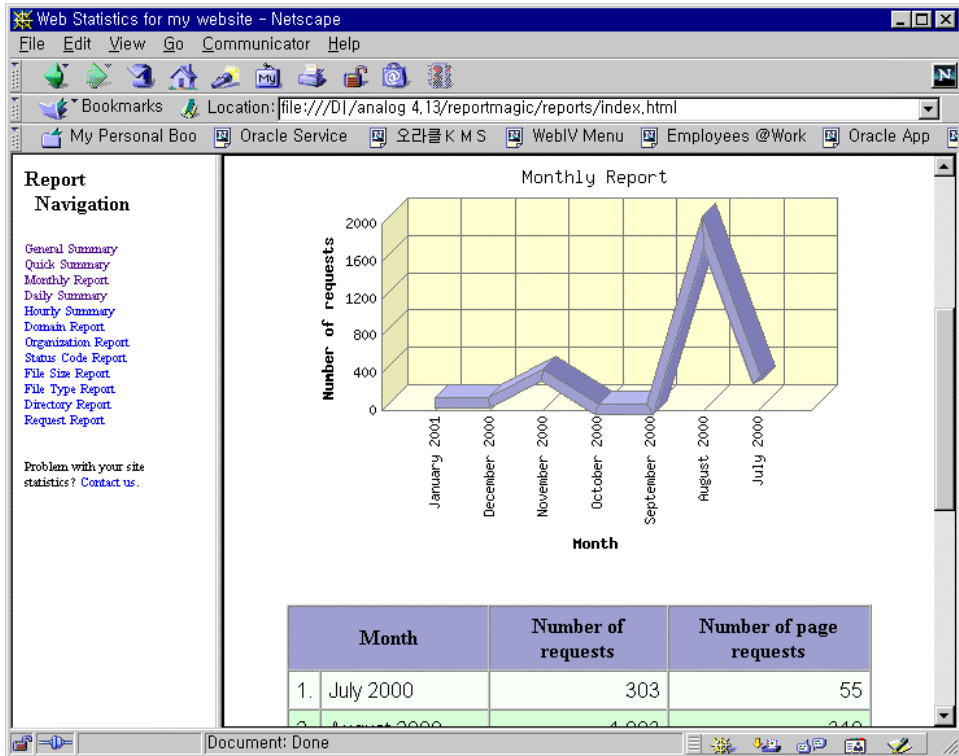 Web Statistics for my website - Netscape
File Edit View Go Communicator Help
My
N
Bookmarks Location: file:///D|/analog 4,13/reportmagic/reports/index,html
My Personal Boo Oracle Service 오라클K M S WebIV Menu Employees @Work Oracle App
Report
Navigation
General Summary
Quick Summary
Monthly Report
Daily Summary
Hourly Summary
Domain Report
Organization Report
Status Code Report
File Size Report
File Type Report
Directory Report
Request Report
Problem with your site
statistics? Contact us.
Monthly Report
Number of requests
2000
1600
1200
800
400
0
January 2001
December 2000
November 2000
October 2000
September 2000
August 2000
July 2000
Month
Month Number of requests Number of page requests
1. July 2000 303 55
Document: Done